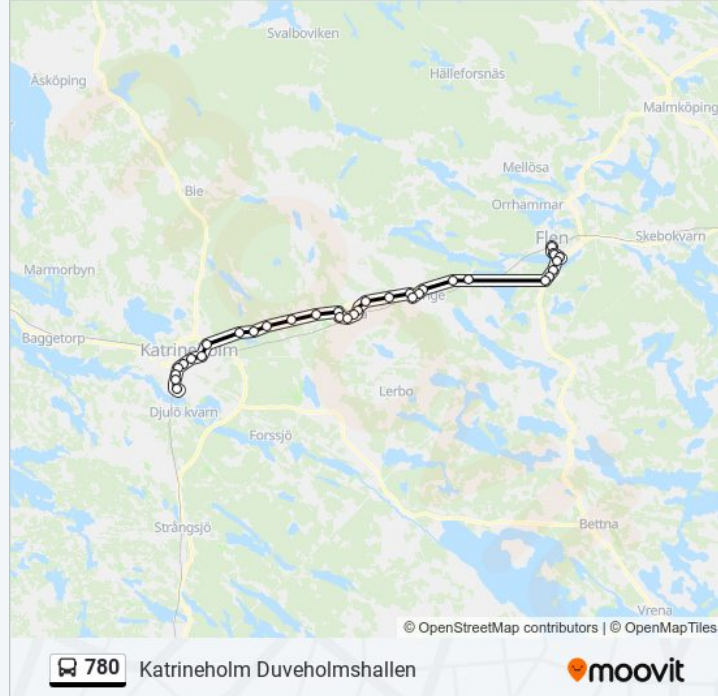 Svalboviken
Hälleforsnäs
Äsköping
Malmköping
Mellösa
Bie
Orrhammar
Flen
Skebokvarn
Marmorbyn
Baggetorp
Katrineholm
Lerbo
Djulö kvarn
Forssjö
Strångsjö
Bettna
Vrena
© OpenStreetMap contributors | © OpenMapTiles
780 Katrineholm Duveholmshallen
moovit